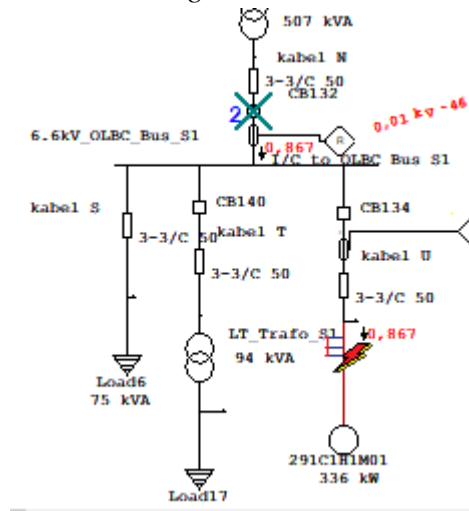 507 kVA
kabel N
3-3/C 50
CB132
2
0,01 kv -46
6.6kV_OLBC_Bus_S1
R
0,867
I/C to OLBC Bus S1
kabel S
CB140
CB134
3-3/C 50
kabel T
kabel U
3-3/C 50
3-3/C 50
LT_Trafo_S1
0,867
94 kVA
Load6
75 kVA
291C1H1M01
336 kW
Load17